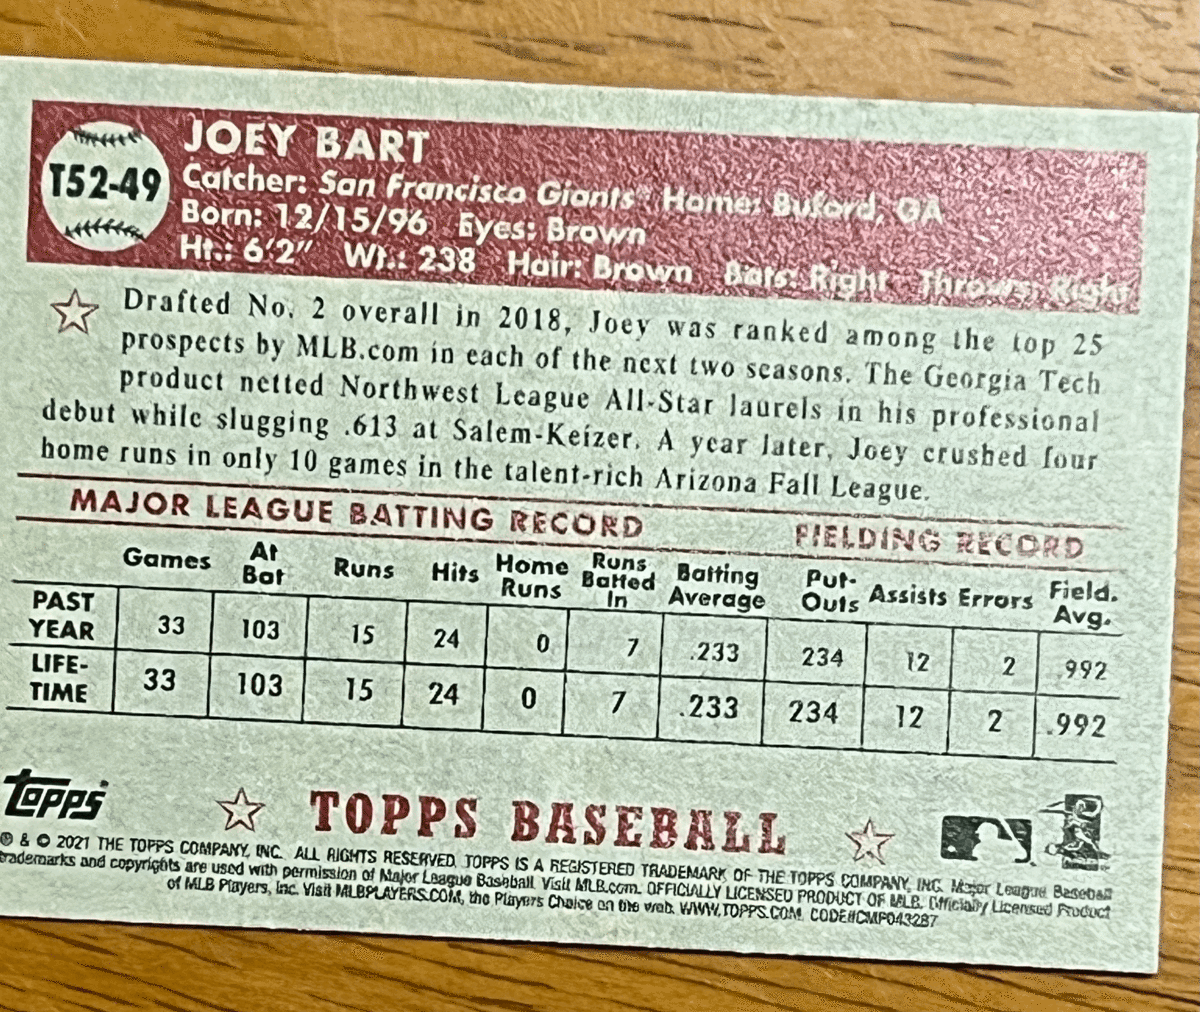 T52-49
JOEY BART
Catcher: San Francisco Giants® Home: Buford, GA
Born: 12/15/96 Eyes: Brown
Ht.: 6'2" Wt.: 238 Hair: Brown Bats: Right Throws: Right
Drafted No. 2 overall in 2018, Joey was ranked among the top 25
prospects by MLB.com in each of the next two seasons. The Georgia Tech
product netted Northwest League All-Star laurels in his professional
debut while slugging .613 at Salem-Keizer. A year later, Joey crushed four
home runs in only 10 games in the talent-rich Arizona Fall League.
MAJOR LEAGUE BATTING RECORD FIELDING RECORD
Games At Bat Runs Hits Home Runs Runs Batted In Batting Average Put-Outs Assists Errors Field. Avg.
PAST YEAR 33 103 15 24 0 7 .233 234 12 2 .992
LIFE-TIME 33 103 15 24 0 7 .233 234 12 2 .992
Topps TOPPS BASEBALL
® & © 2021 THE TOPPS COMPANY, INC. ALL RIGHTS RESERVED. TOPPS IS A REGISTERED TRADEMARK OF THE TOPPS COMPANY, INC. Major League Baseball
trademarks and copyrights are used with permission of Major League Baseball. Visit MLB.com. OFFICIALLY LICENSED PRODUCT OF MLB. Officially Licensed Product
of MLB Players, Inc. Visit MLBPLAYERS.COM, the Players Choice on the web. WWW.TOPPS.COM. CODE#CMP043287